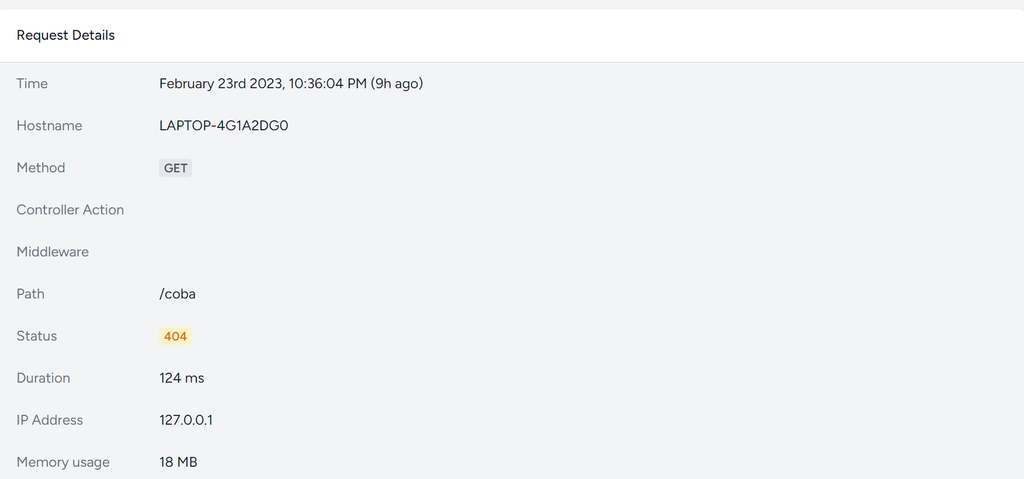 Request Details
Time February 23rd 2023, 10:36:04 PM (9h ago)
Hostname LAPTOP-4G1A2DG0
Method GET
Controller Action
Middleware
Path /coba
Status 404
Duration 124 ms
IP Address 127.0.0.1
Memory usage 18 MB